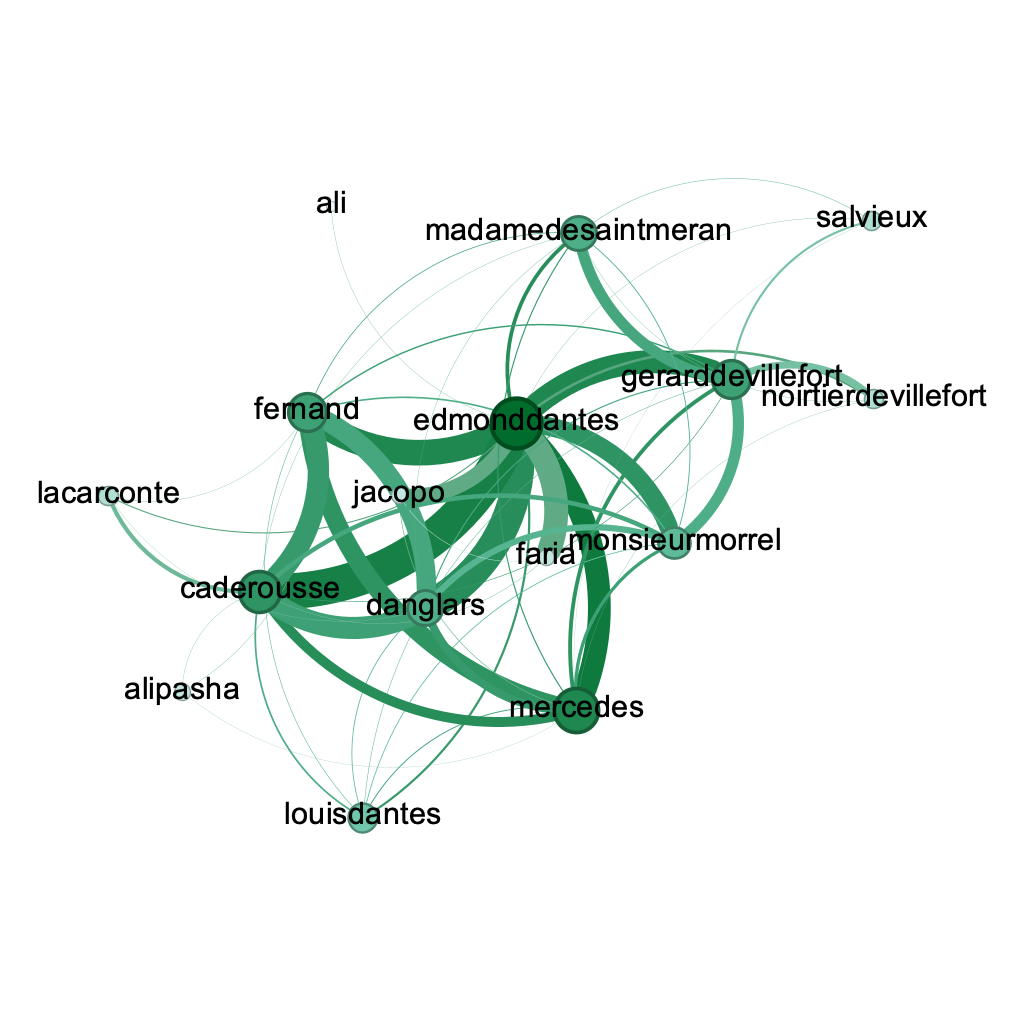 ali
madamedesaintmeran
salvieux
gerarddevillefort
noirtierdevillefort
fernand
edmonddantes
lacarconte
jacopo
faria
monsieurmorrel
caderousse
danglars
alipasha
mercedes
louisdantes